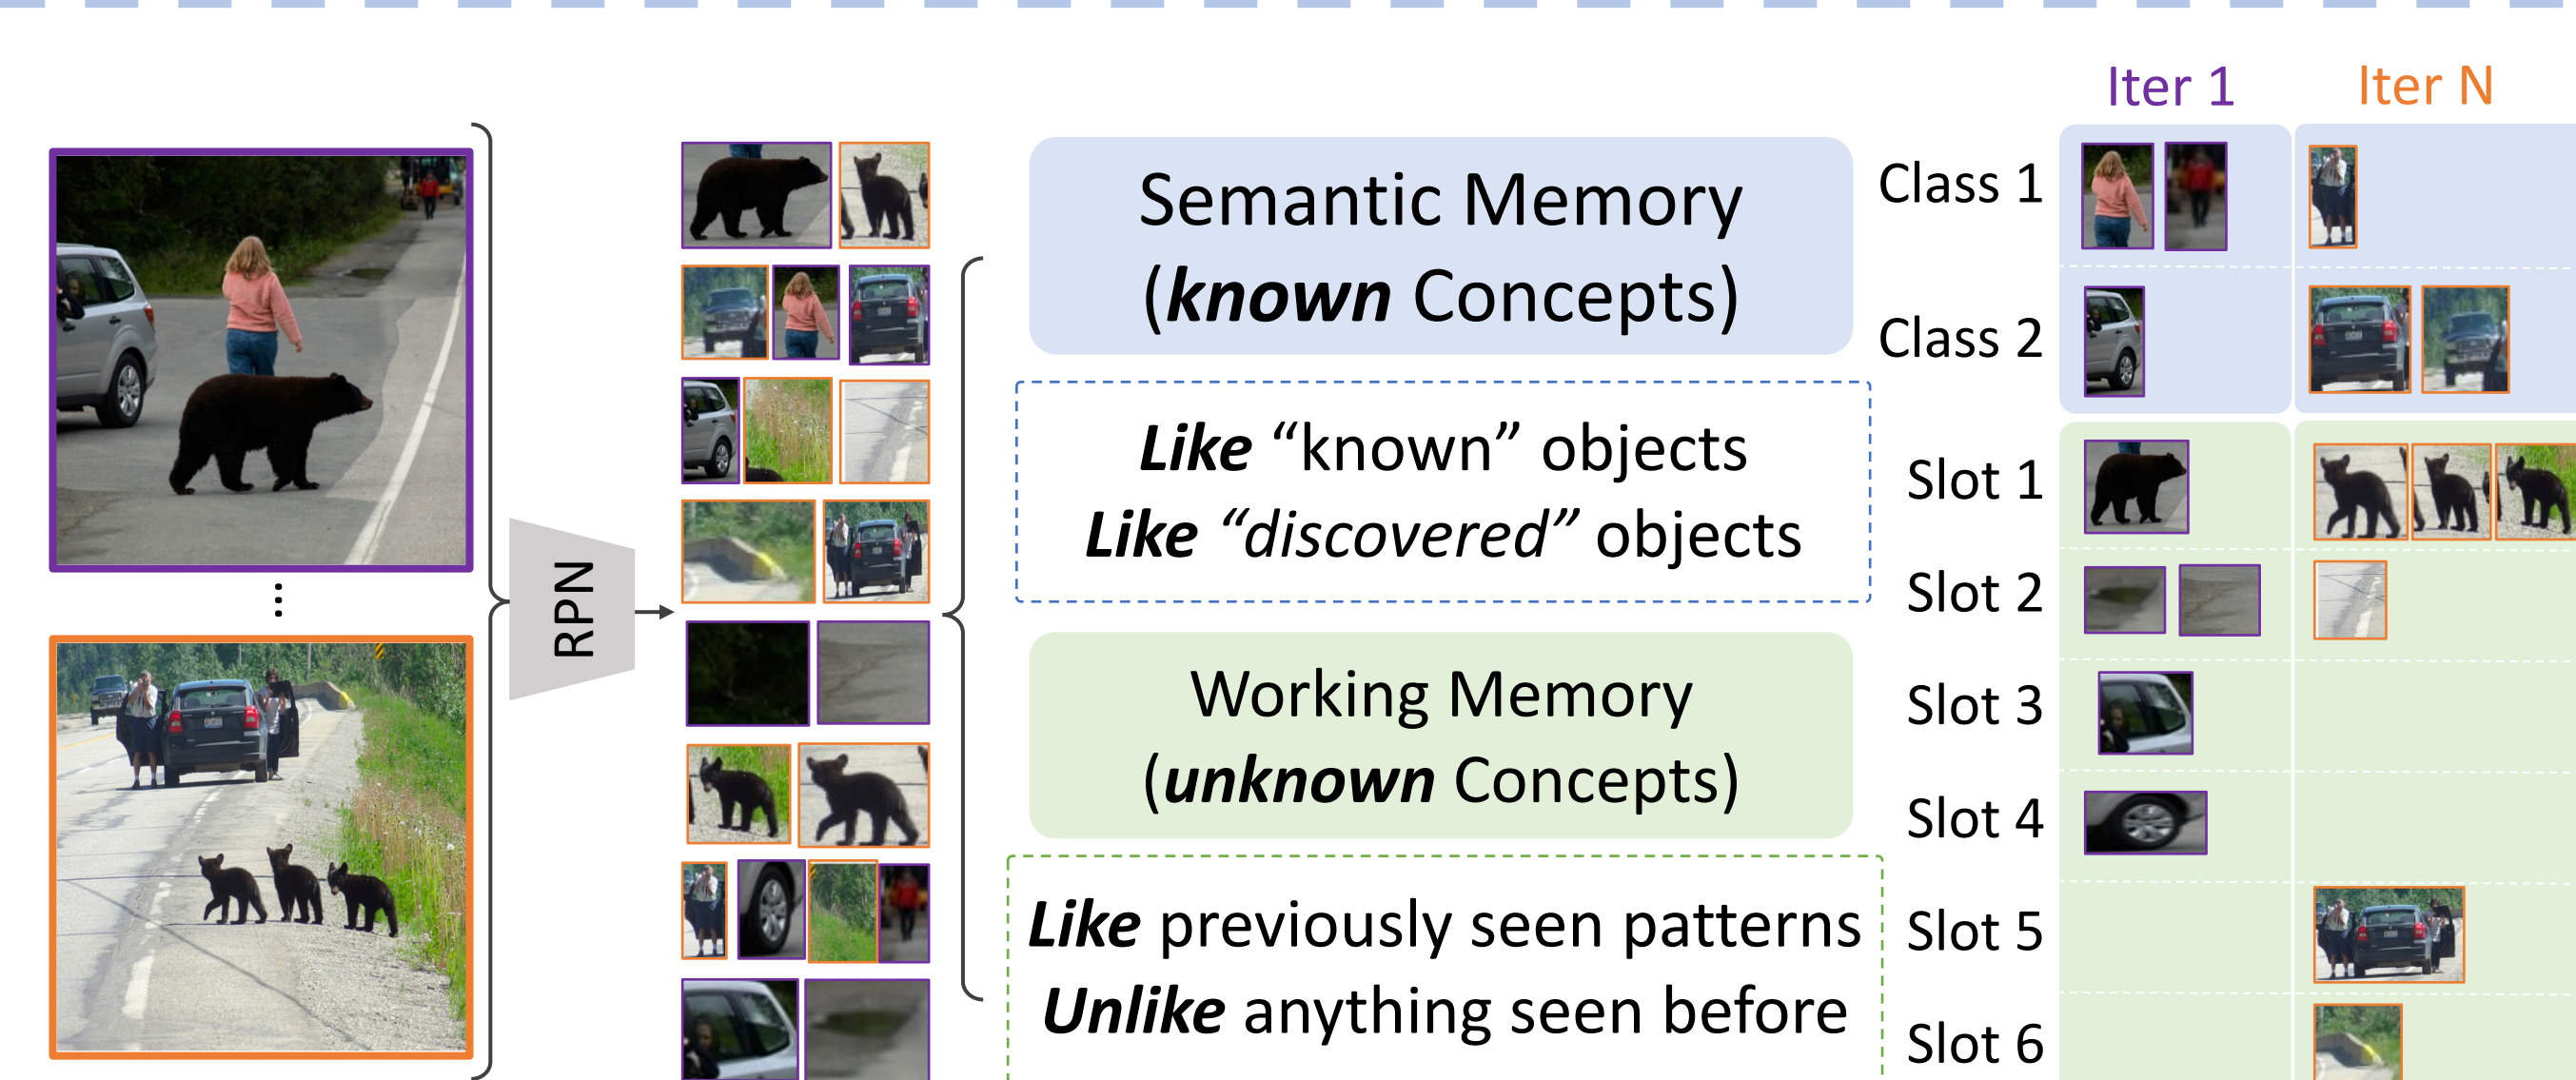 Iter 1
Iter N
Semantic Memory
(known Concepts)
Like “known” objects
Like “discovered” objects
Working Memory
(unknown Concepts)
Like previously seen patterns
Unlike anything seen before
RPN
Class 1
Class 2
Slot 1
Slot 2
Slot 3
Slot 4
Slot 5
Slot 6